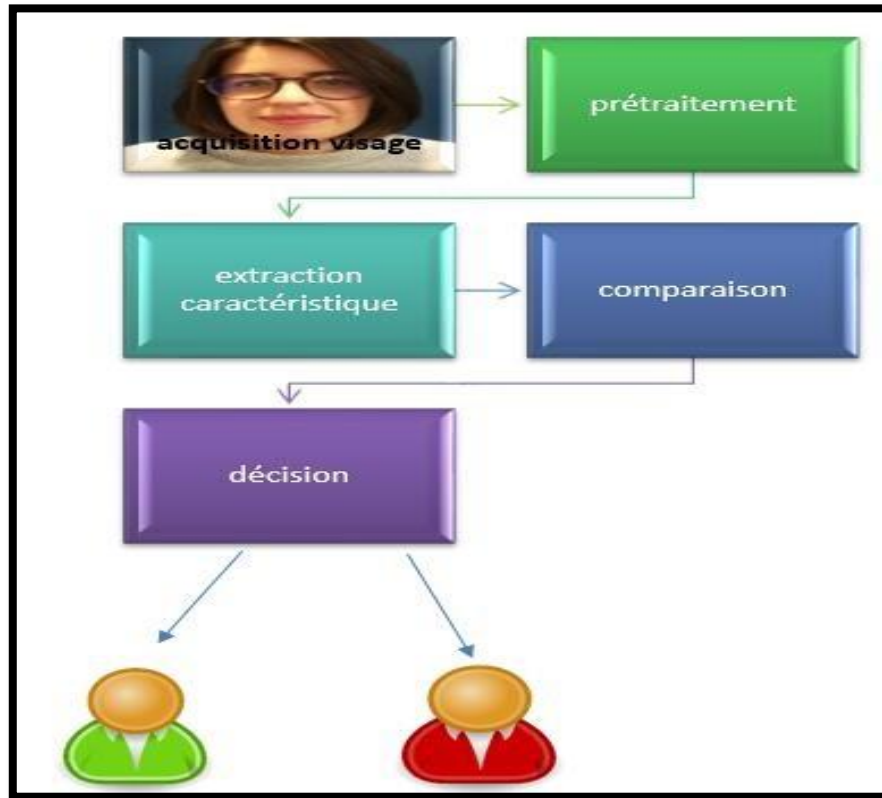 acquisition visage
prétraitement
extraction
caractéristique
comparaison
décision